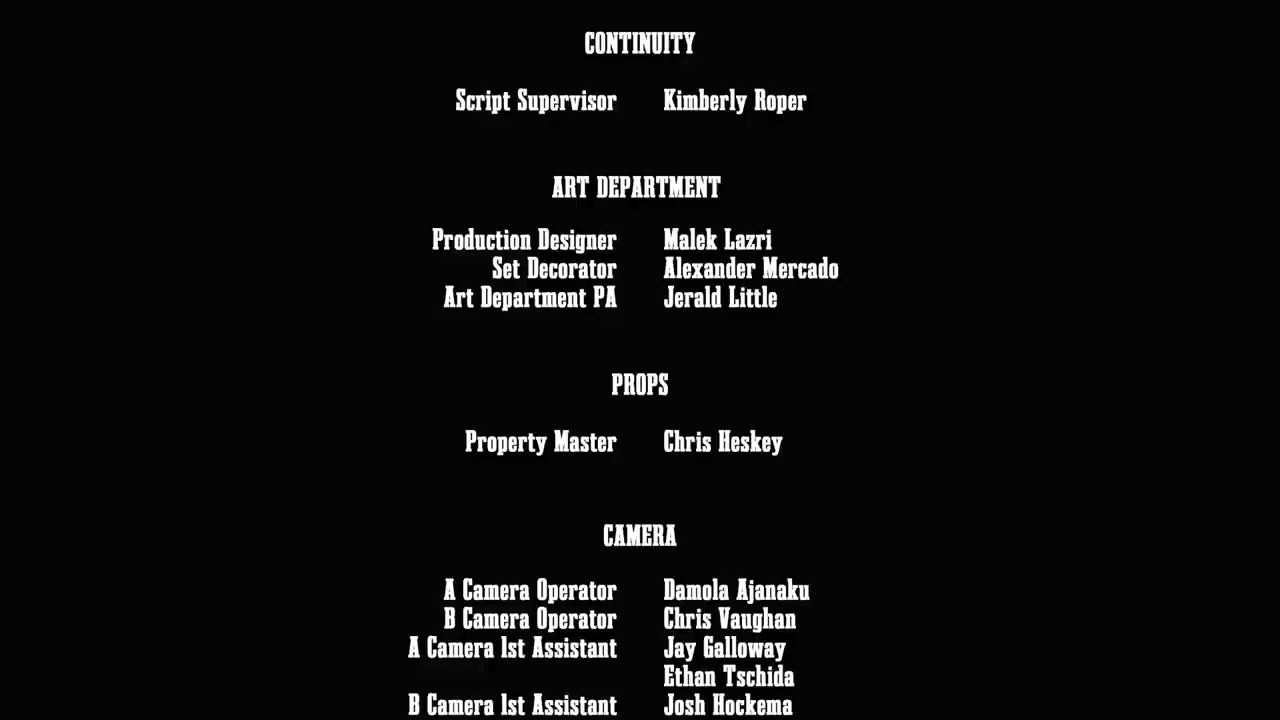 CONTINUITY
Script Supervisor Kimberly Roper
ART DEPARTMENT
Production Designer Malek Lazri
Set Decorator Alexander Mercado
Art Department PA Jerald Little
PROPS
Property Master Chris Heskey
CAMERA
A Camera Operator Damola Ajanaku
B Camera Operator Chris Vaughan
A Camera 1st Assistant Jay Galloway
Ethan Tschida
B Camera 1st Assistant Josh Hockema